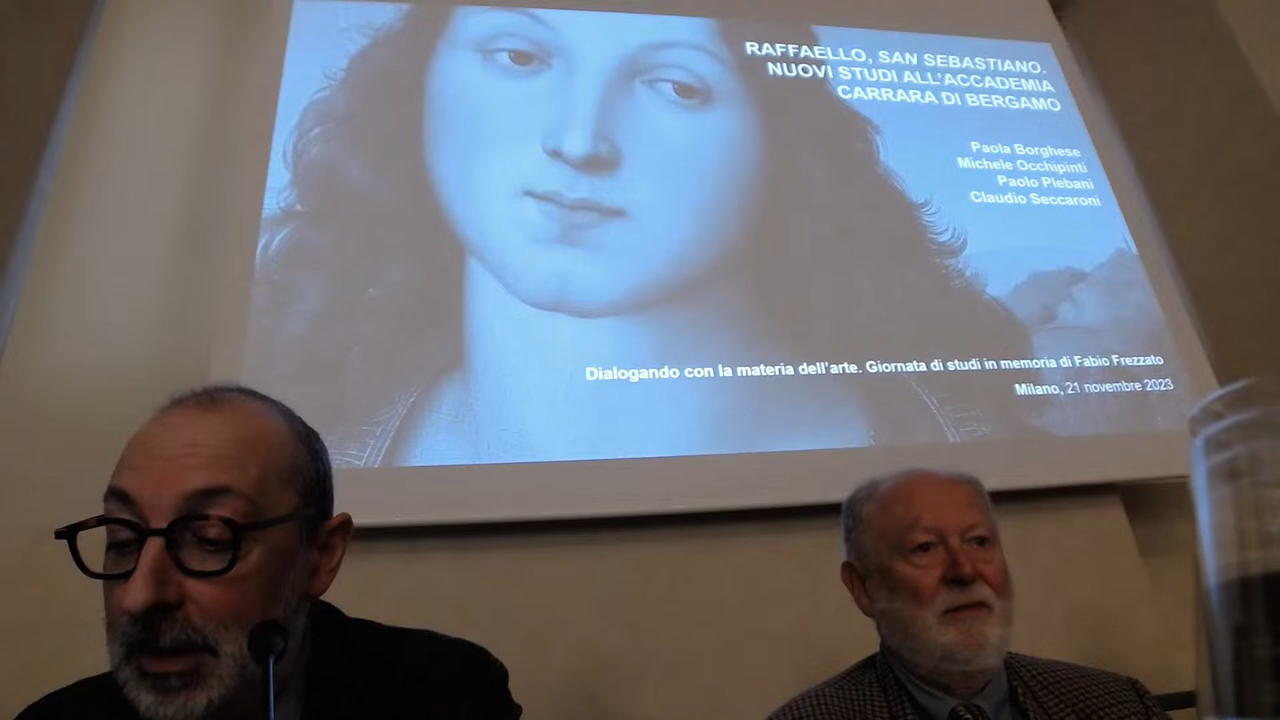 RAFFAELLO, SAN SEBASTIANO.
NUOVI STUDI ALL'ACCADEMIA
CARRARA DI BERGAMO
Paola Borghese
Michele Occhipinti
Paolo Plebani
Claudio Seccaroni
Dialogando con la materia dell'arte. Giornata di studi in memoria di Fabio Frezzato
Milano, 21 novembre 2023